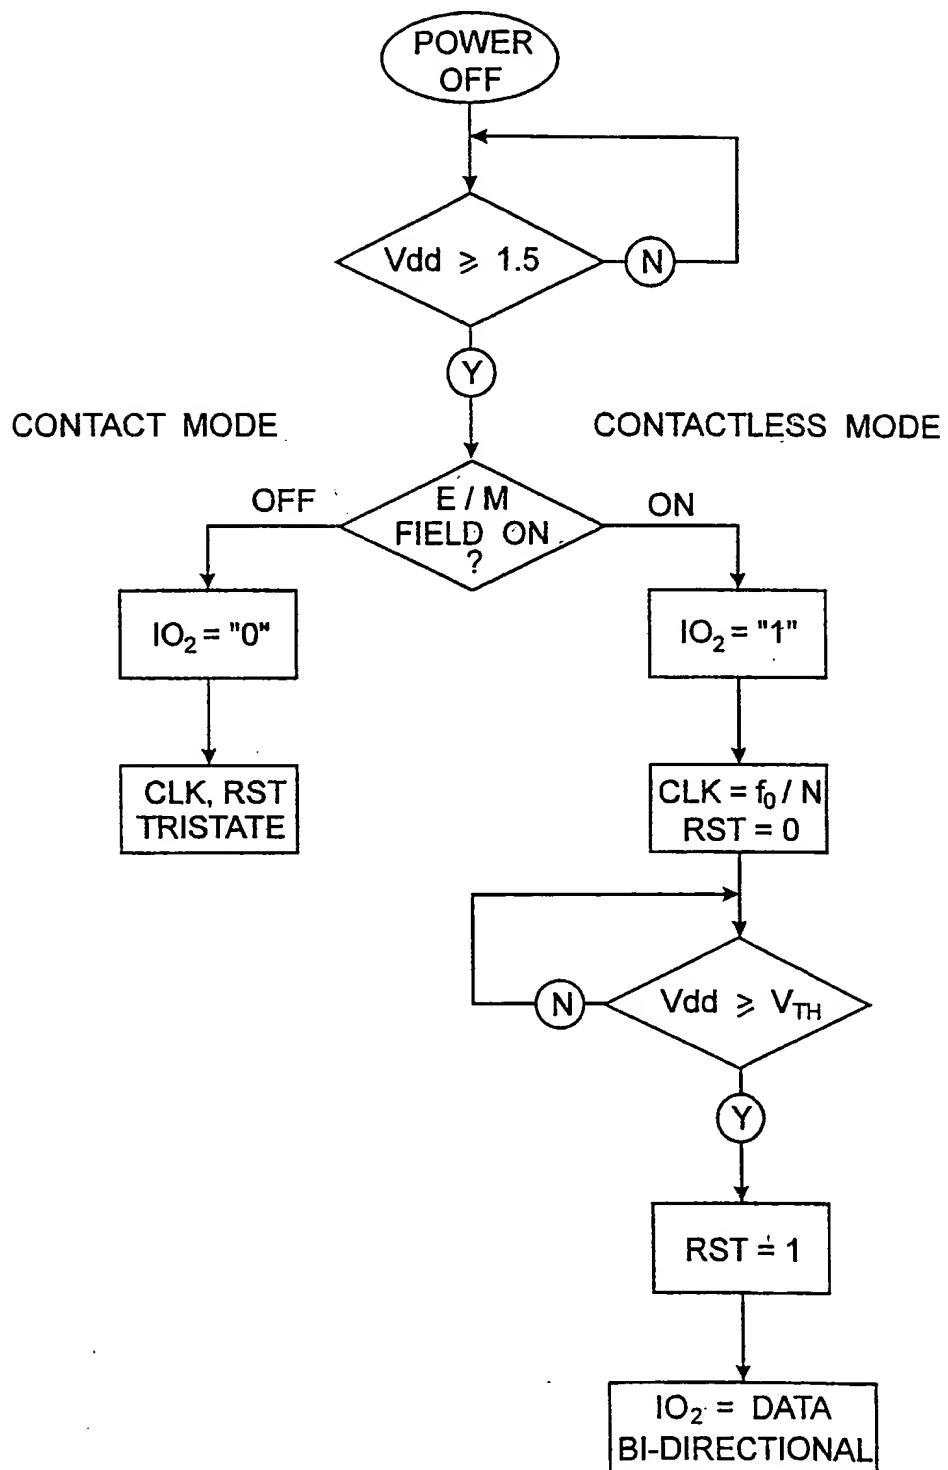 POWER
OFF
Vdd ⩾ 1.5
N
Y
CONTACT MODE
CONTACTLESS MODE
OFF
E / M
FIELD ON
?
ON
IO₂ = "0"
IO₂ = "1"
CLK, RST
TRISTATE
CLK = f₀ / N
RST = 0
N
Vdd ⩾ V_TH
Y
RST = 1
IO₂ = DATA
BI-DIRECTIONAL